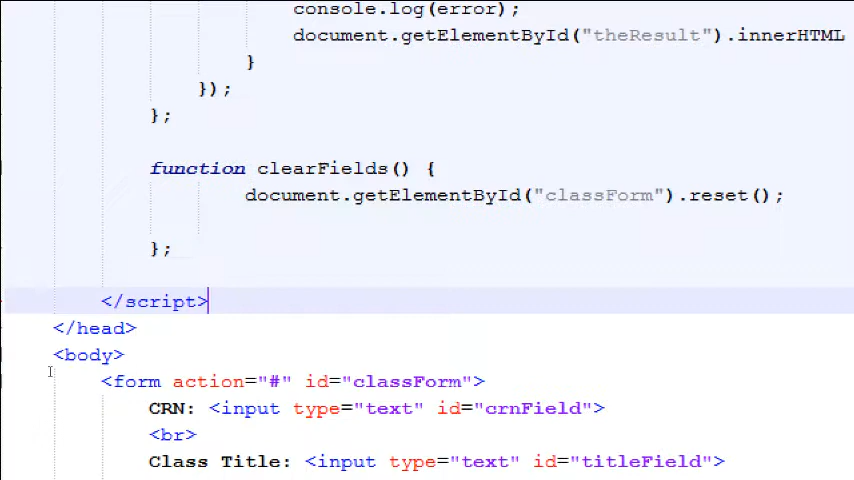 console.log(error);
document.getElementById("theResult").innerHTML
}
});
};
function clearFields() {
document.getElementById("classForm").reset();
};
</script>
</head>
<body>
<form action="#" id="classForm">
CRN: <input type="text" id="crnField">
<br>
Class Title: <input type="text" id="titleField">